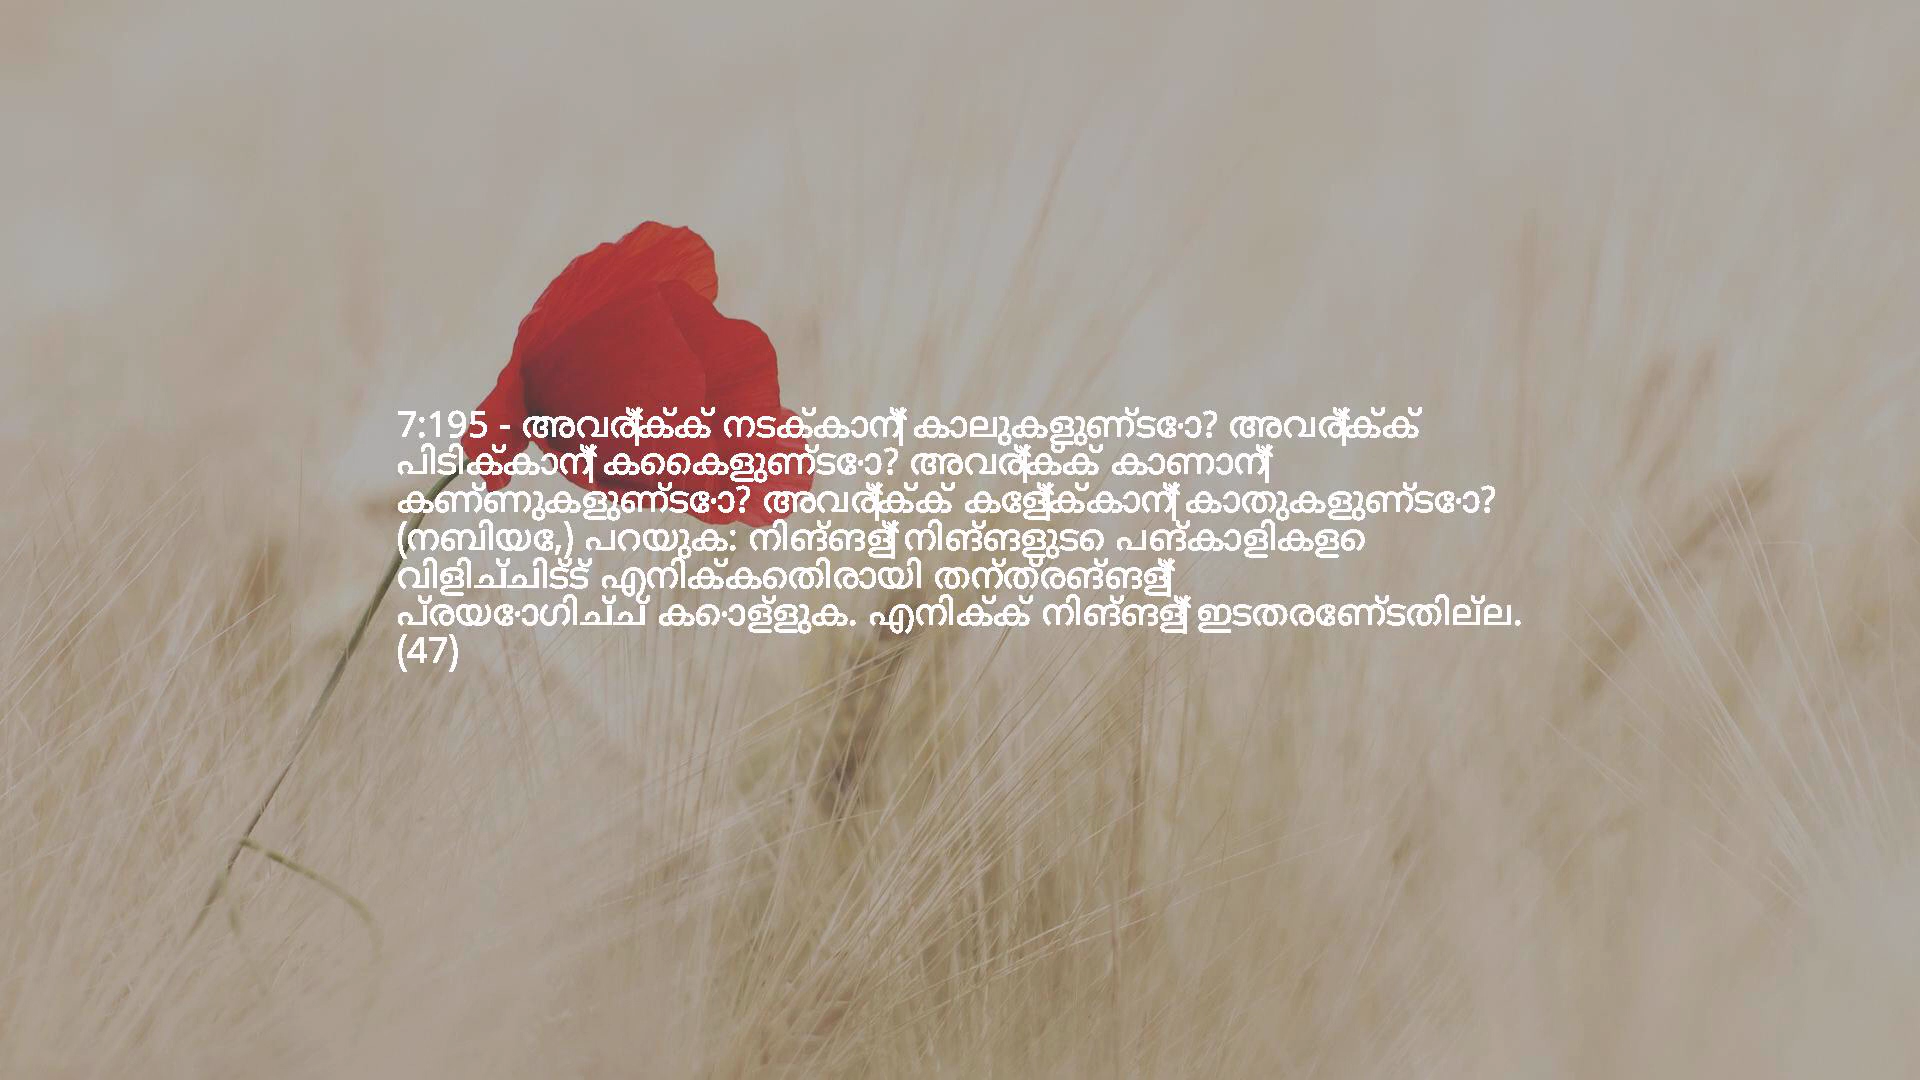 7:195 - അവര്‍ക്ക് നടക്കാന്‍ കാലുകളുണ്ടോ? അവര്‍ക്ക്
പിടിക്കാന്‍ കൈകളുണ്ടോ? അവര്‍ക്ക് കാണാന്‍
കണ്ണുകളുണ്ടോ? അവര്‍ക്ക് കേള്‍ക്കാന്‍ കാതുകളുണ്ടോ?
(നബിയേ,) പറയുക: നിങ്ങള്‍ നിങ്ങളുടെ പങ്കാളികളെ
വിളിച്ചിട്ട് എനിക്കെതിരായി തന്ത്രങ്ങള്‍
പ്രയോഗിച്ച് കൊള്ളുക. എനിക്ക് നിങ്ങള്‍ ഇടതരേണ്ടതില്ല.
(47)